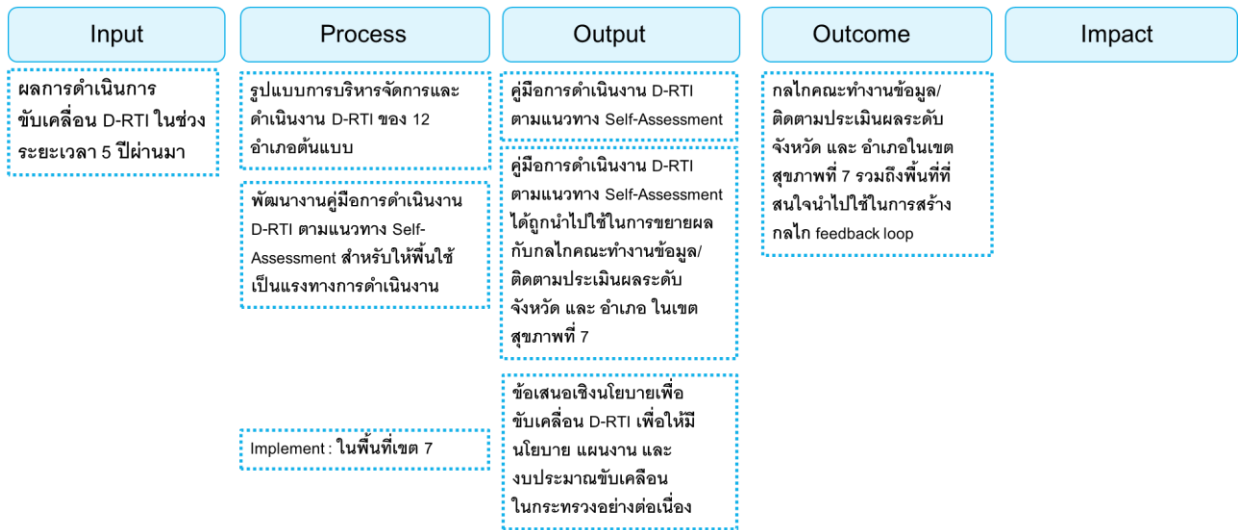 Input
Process
Output
Outcome
Impact
ผลการดำเนินการ
ขับเคลื่อน D-RTI ในช่วง
ระยะเวลา 5 ปีผ่านมา
รูปแบบการบริหารจัดการและ
ดำเนินงาน D-RTI ของ 12
อำเภอต้นแบบ
พัฒนางานคู่มือการดำเนินงาน
D-RTI ตามแนวทาง Self-
Assessment สำหรับให้พื้นใช้
เป็นแรงทางการดำเนินงาน
Implement : ในพื้นที่เขต 7
คู่มือการดำเนินงาน D-RTI
ตามแนวทาง Self-Assessment
คู่มือการดำเนินงาน D-RTI
ตามแนวทาง Self-Assessment
ได้ถูกนำไปใช้ในการขยายผล
กับกลไกคณะทำงานข้อมูล/
ติดตามประเมินผลระดับ
จังหวัด และ อำเภอ ในเขต
สุขภาพที่ 7
ข้อเสนอเชิงนโยบายเพื่อ
ขับเคลื่อน D-RTI เพื่อให้มี
นโยบาย แผนงาน และ
งบประมาณขับเคลือน
ในกระทรวงอย่างต่อเนื่อง
กลไกคณะทำงานข้อมูล/
ติดตามประเมินผลระดับ
จังหวัด และ อำเภอในเขต
สุขภาพที่ 7 รวมถึงพื้นที่ที่
สนใจนำไปใช้ในการสร้าง
กลไก feedback loop